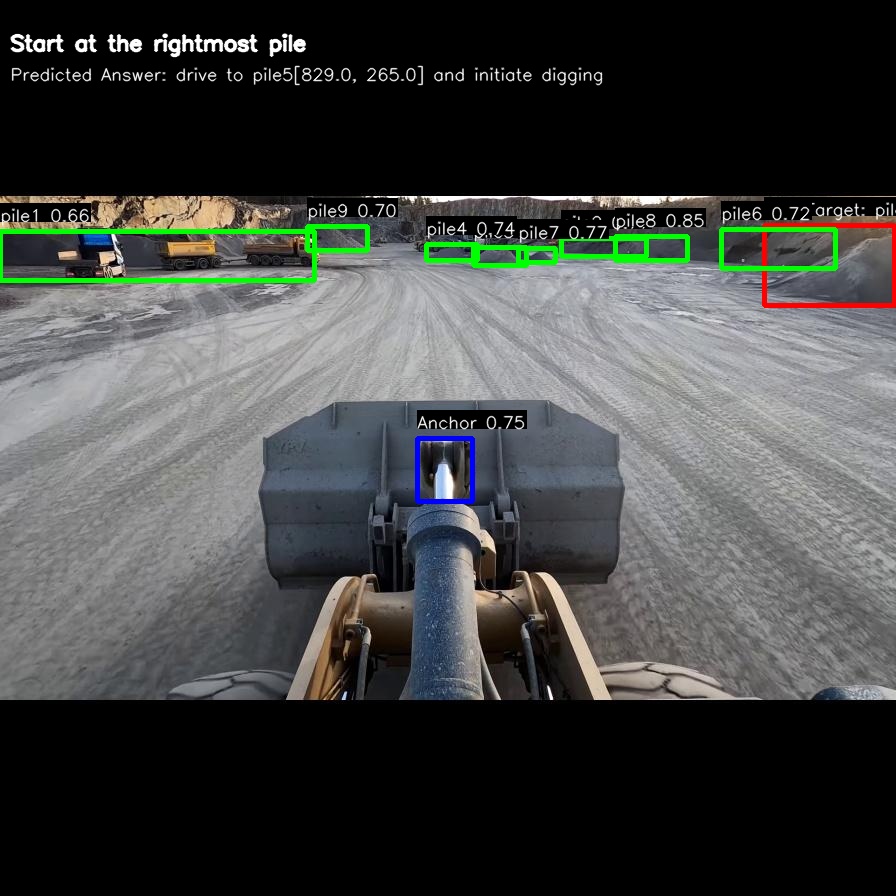 Start at the rightmost pile
Predicted Answer: drive to pile5[829.0, 265.0] and initiate digging
pile1 0.66
pile9 0.70
pile4 0.74
pile7 0.77
pile8 0.85
pile6 0.72
Anchor 0.75